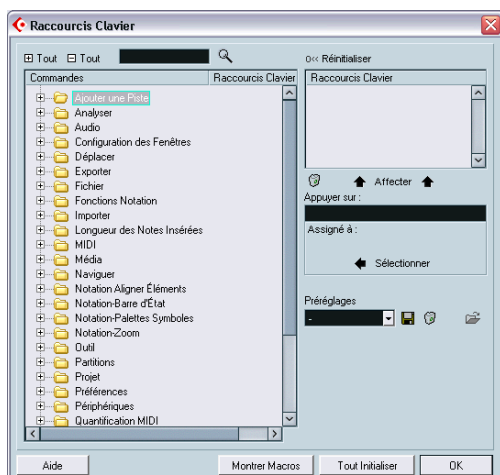 Raccourcis Clavier
Tout Tout
Réinitialiser
Commandes Raccourcis Clavier
Raccourcis Clavier
Ajouter une Piste
Analyser
Audio
Configuration des Fenêtres
Déplacer
Exporter
Fichier
Fonctions Notation
Importer
Longueur des Notes Insérées
MIDI
Média
Naviguer
Notation Aligner Éléments
Notation-Barre d'État
Notation-Palettes Symboles
Notation-Zoom
Outil
Partitions
Projet
Préférences
Périphériques
Quantification MIDI
Affecter
Appuyer sur :
Assigné à :
Sélectionner
Préréglages
-
Aide Montrer Macros Tout Initialiser OK